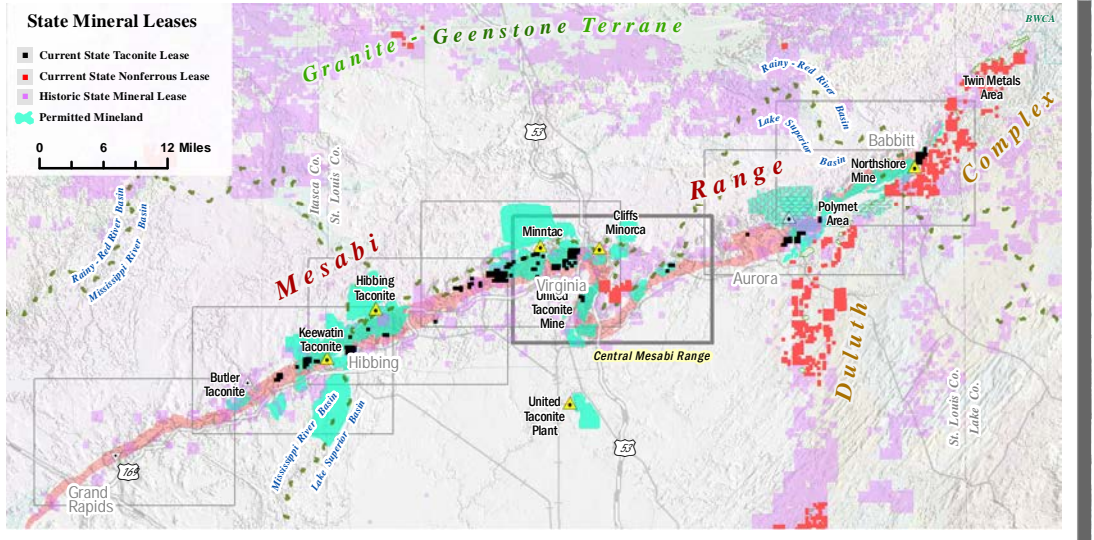 State Mineral Leases
Current State Taconite Lease
Currrent State Nonferrous Lease
Historic State Mineral Lease
Permitted Mineland
0 6 12 Miles
Granite - Geenstone Terrane
BWCA
Rainy - Red River Basin
Lake Superior Basin
Twin Metals
Area
53
Babbitt
Northshore
Mine
Complex
Itasca Co.
St. Louis Co.
Rainy-Red River Basin
Mississippi River Basin
Mesabi
Range
Polymet
Area
Cliffs
Minorca
Minntac
Virginia
United
Taconite
Mine
Aurora
Hibbing
Taconite
Keewatin
Taconite
Hibbing
Central Mesabi Range
Butler
Taconite
Duluth
United
Taconite
Plant
53
St. Louis Co.
Lake Co.
Mississippi River Basin
Lake Superior Basin
169
Grand
Rapids